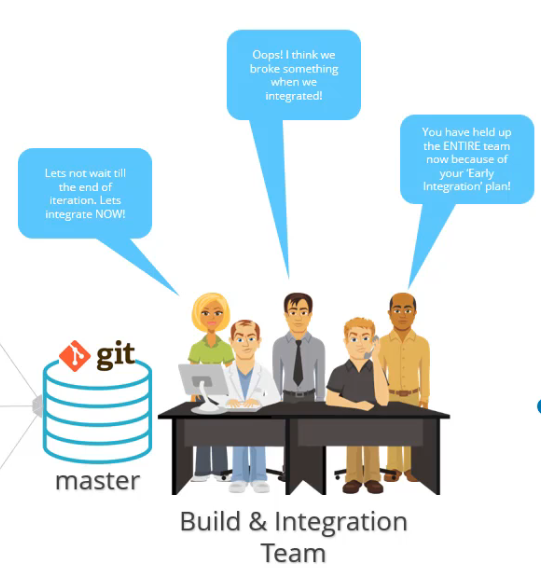 Oops! I think we
broke something
when we
integrated!
You have held up
the ENTIRE team
now because of
your 'Early
Integration' plan!
Lets not wait till
the end of
iteration. Lets
integrate NOW!
git
master
Build & Integration
Team